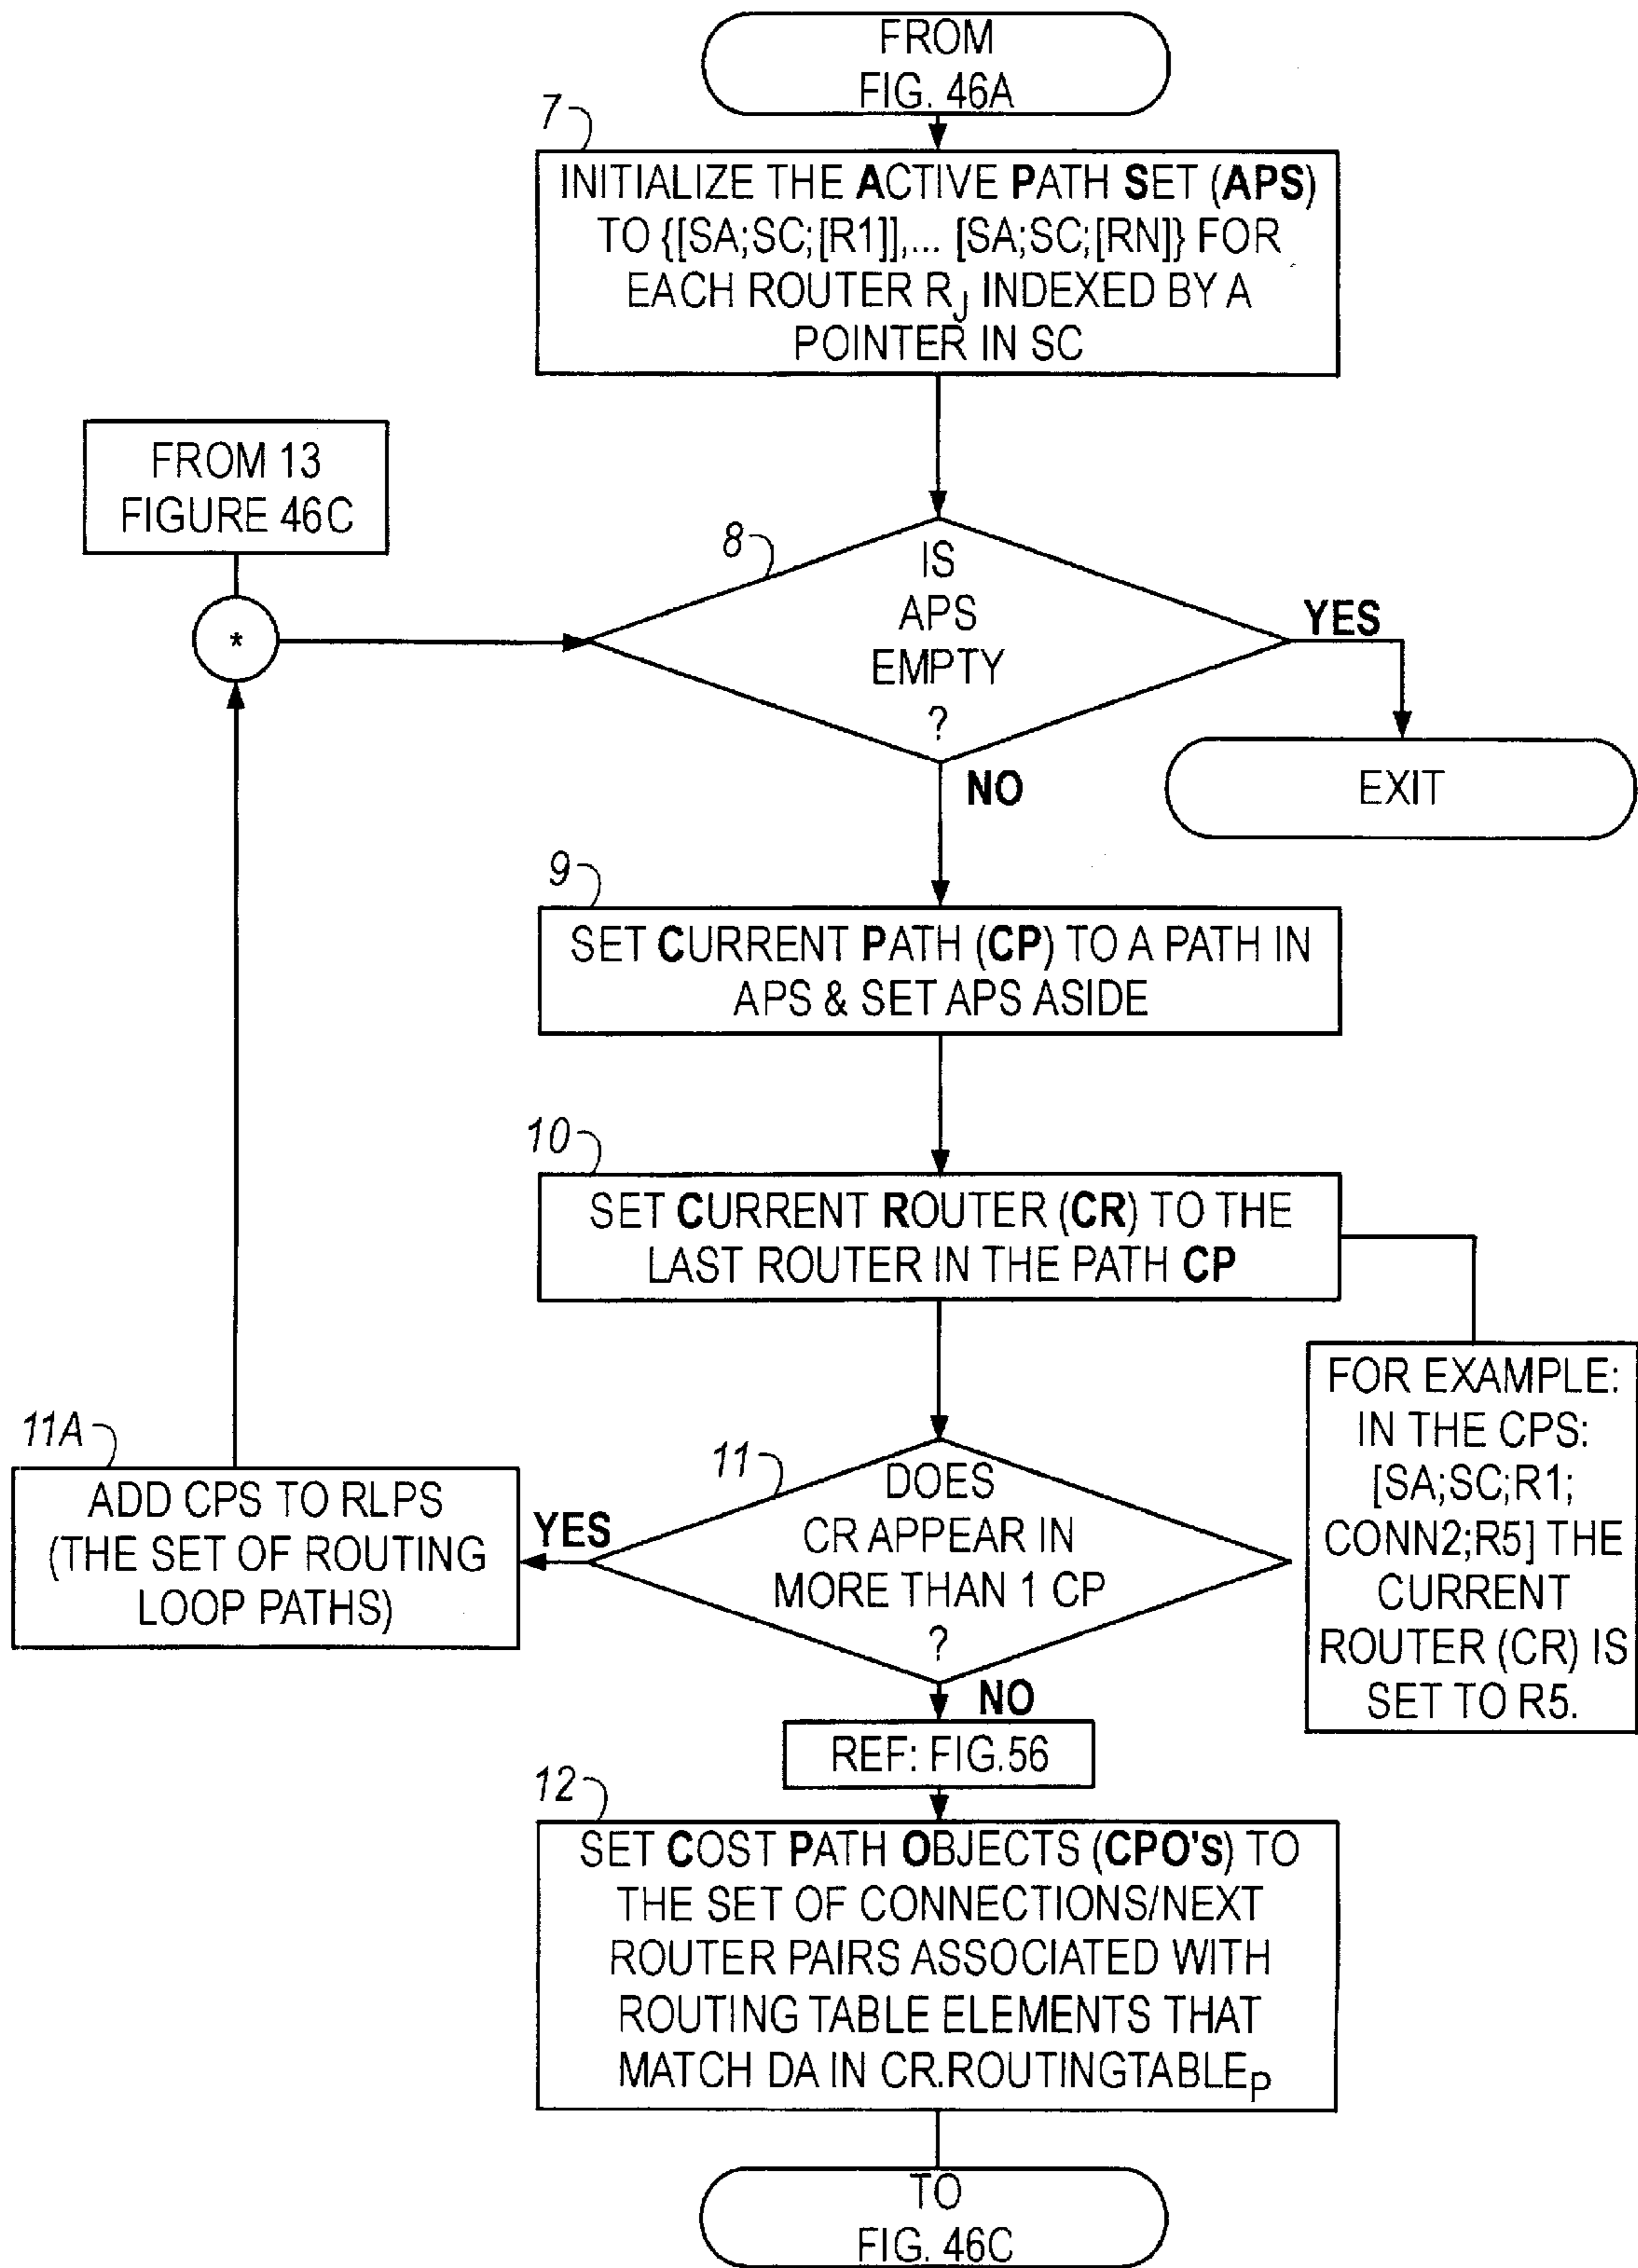 FROM
FIG. 46A
7
INITIALIZE THE ACTIVE PATH SET (APS)
TO {[SA;SC;[R1]],... [SA;SC;[RN]} FOR
EACH ROUTER RJ INDEXED BY A
POINTER IN SC
FROM 13
FIGURE 46C
*
8
IS
APS
EMPTY
?
YES
EXIT
NO
9
SET CURRENT PATH (CP) TO A PATH IN
APS & SET APS ASIDE
10
SET CURRENT ROUTER (CR) TO THE
LAST ROUTER IN THE PATH CP
FOR EXAMPLE:
IN THE CPS:
[SA;SC;R1;
CONN2;R5] THE
CURRENT
ROUTER (CR) IS
SET TO R5.
11
DOES
CR APPEAR IN
MORE THAN 1 CP
?
YES
11A
ADD CPS TO RLPS
(THE SET OF ROUTING
LOOP PATHS)
NO
REF: FIG.56
12
SET COST PATH OBJECTS (CPO'S) TO
THE SET OF CONNECTIONS/NEXT
ROUTER PAIRS ASSOCIATED WITH
ROUTING TABLE ELEMENTS THAT
MATCH DA IN CR.ROUTINGTABLEP
TO
FIG. 46C